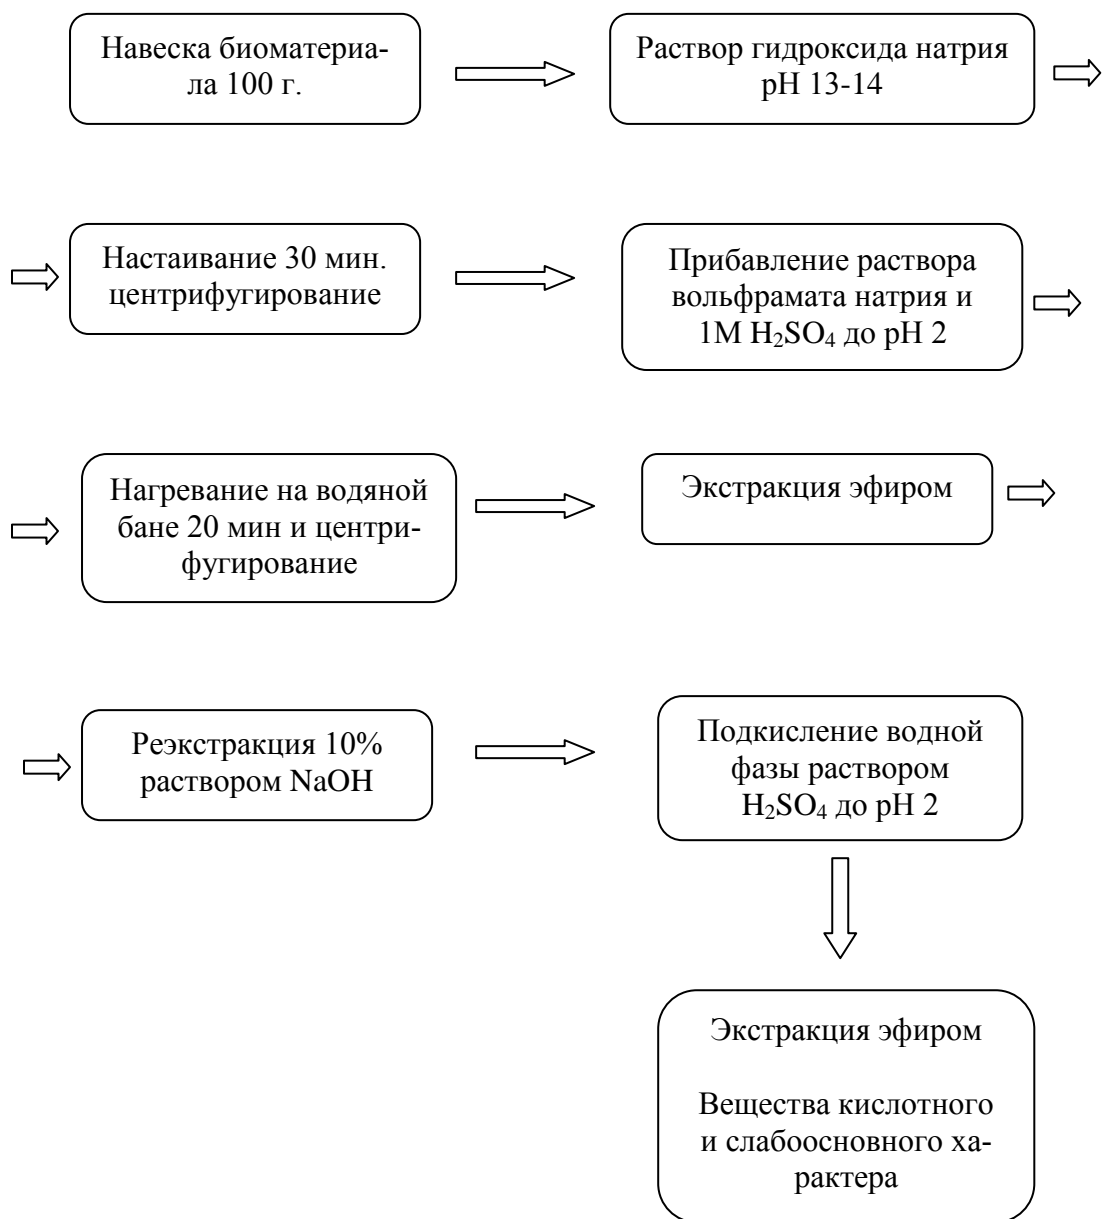 Навеска биоматериа-
ла 100 г.
Раствор гидроксида натрия
рН 13-14
Настаивание 30 мин.
центрифугирование
Прибавление раствора
вольфрамата натрия и
1М H₂SO₄ до рН 2
Нагревание на водяной
бане 20 мин и центри-
фугирование
Экстракция эфиром
Реэкстракция 10%
раствором NaOH
Подкисление водной
фазы раствором
H₂SO₄ до рН 2
Экстракция эфиром
Вещества кислотного
и слабоосновного ха-
рактера